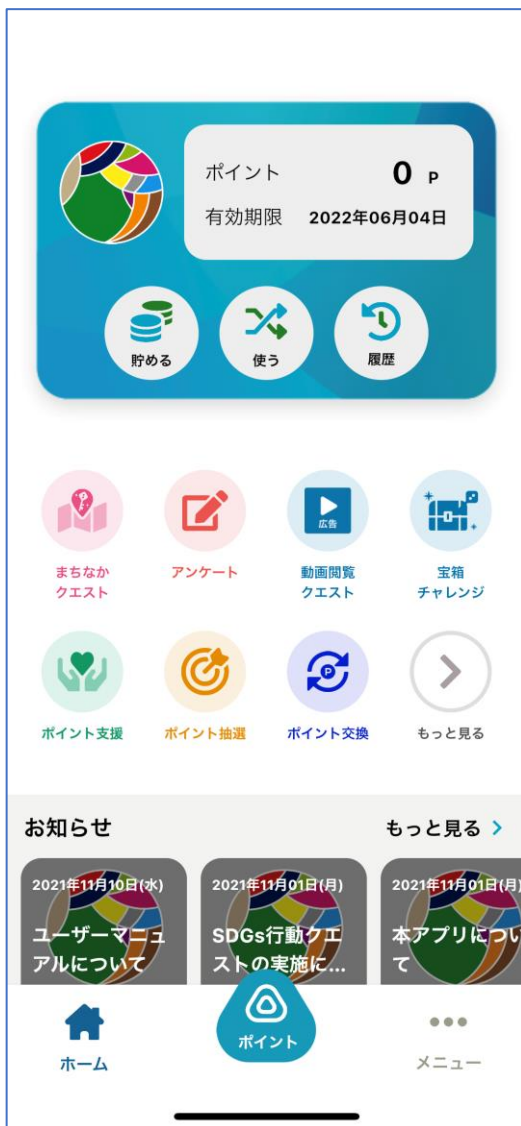 ポイント 0 P
有効期限 2022年06月04日
貯める 使う 履歴
広告
まちなか
クエスト
アンケート
動画閲覧
クエスト
宝箱
チャレンジ
ポイント支援 ポイント抽選 ポイント交換 もっと見る
お知らせ もっと見る
2021年11月10日(水)
ユーザーマニュ
アルについて
2021年11月01日(月)
SDGs行動クエ
ストの実施に...
2021年11月01日(月)
本アプリについ
て
ホーム ポイント メニュー